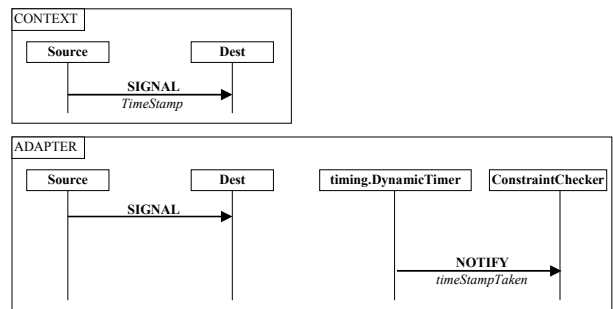 CONTEXT
Source Dest
SIGNAL
TimeStamp
ADAPTER
Source Dest timing.DynamicTimer ConstraintChecker
SIGNAL
NOTIFY
timeStampTaken